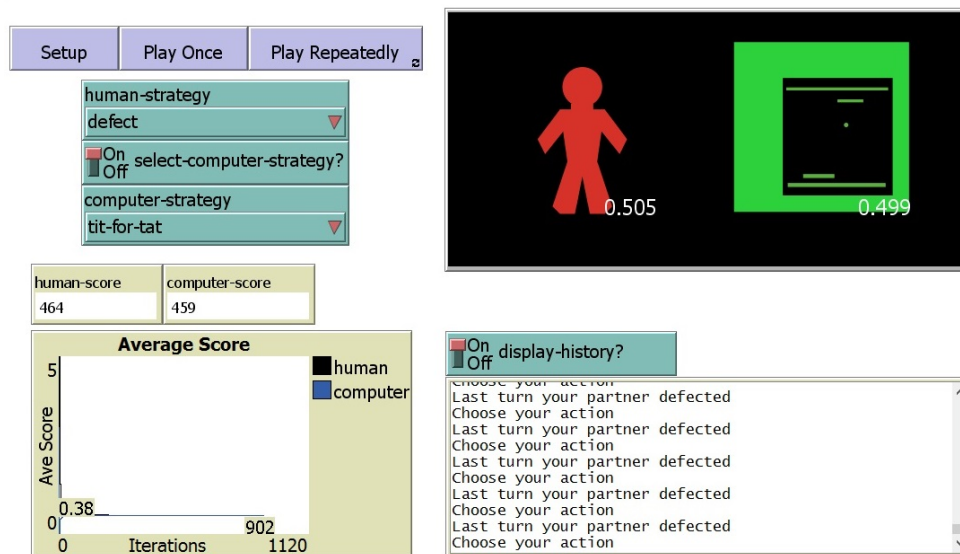 Setup
Play Once
Play Repeatedly
human-strategy
defect
On
Off
select-computer-strategy?
computer-strategy
tit-for-tat
human-score
464
computer-score
459
0.505
0.499
Average Score
5
Ave Score
0
0.38
902
0
Iterations
1120
human
computer
On
Off
display-history?
Choose your action
Last turn your partner defected
Choose your action
Last turn your partner defected
Choose your action
Last turn your partner defected
Choose your action
Last turn your partner defected
Choose your action
Last turn your partner defected
Choose your action